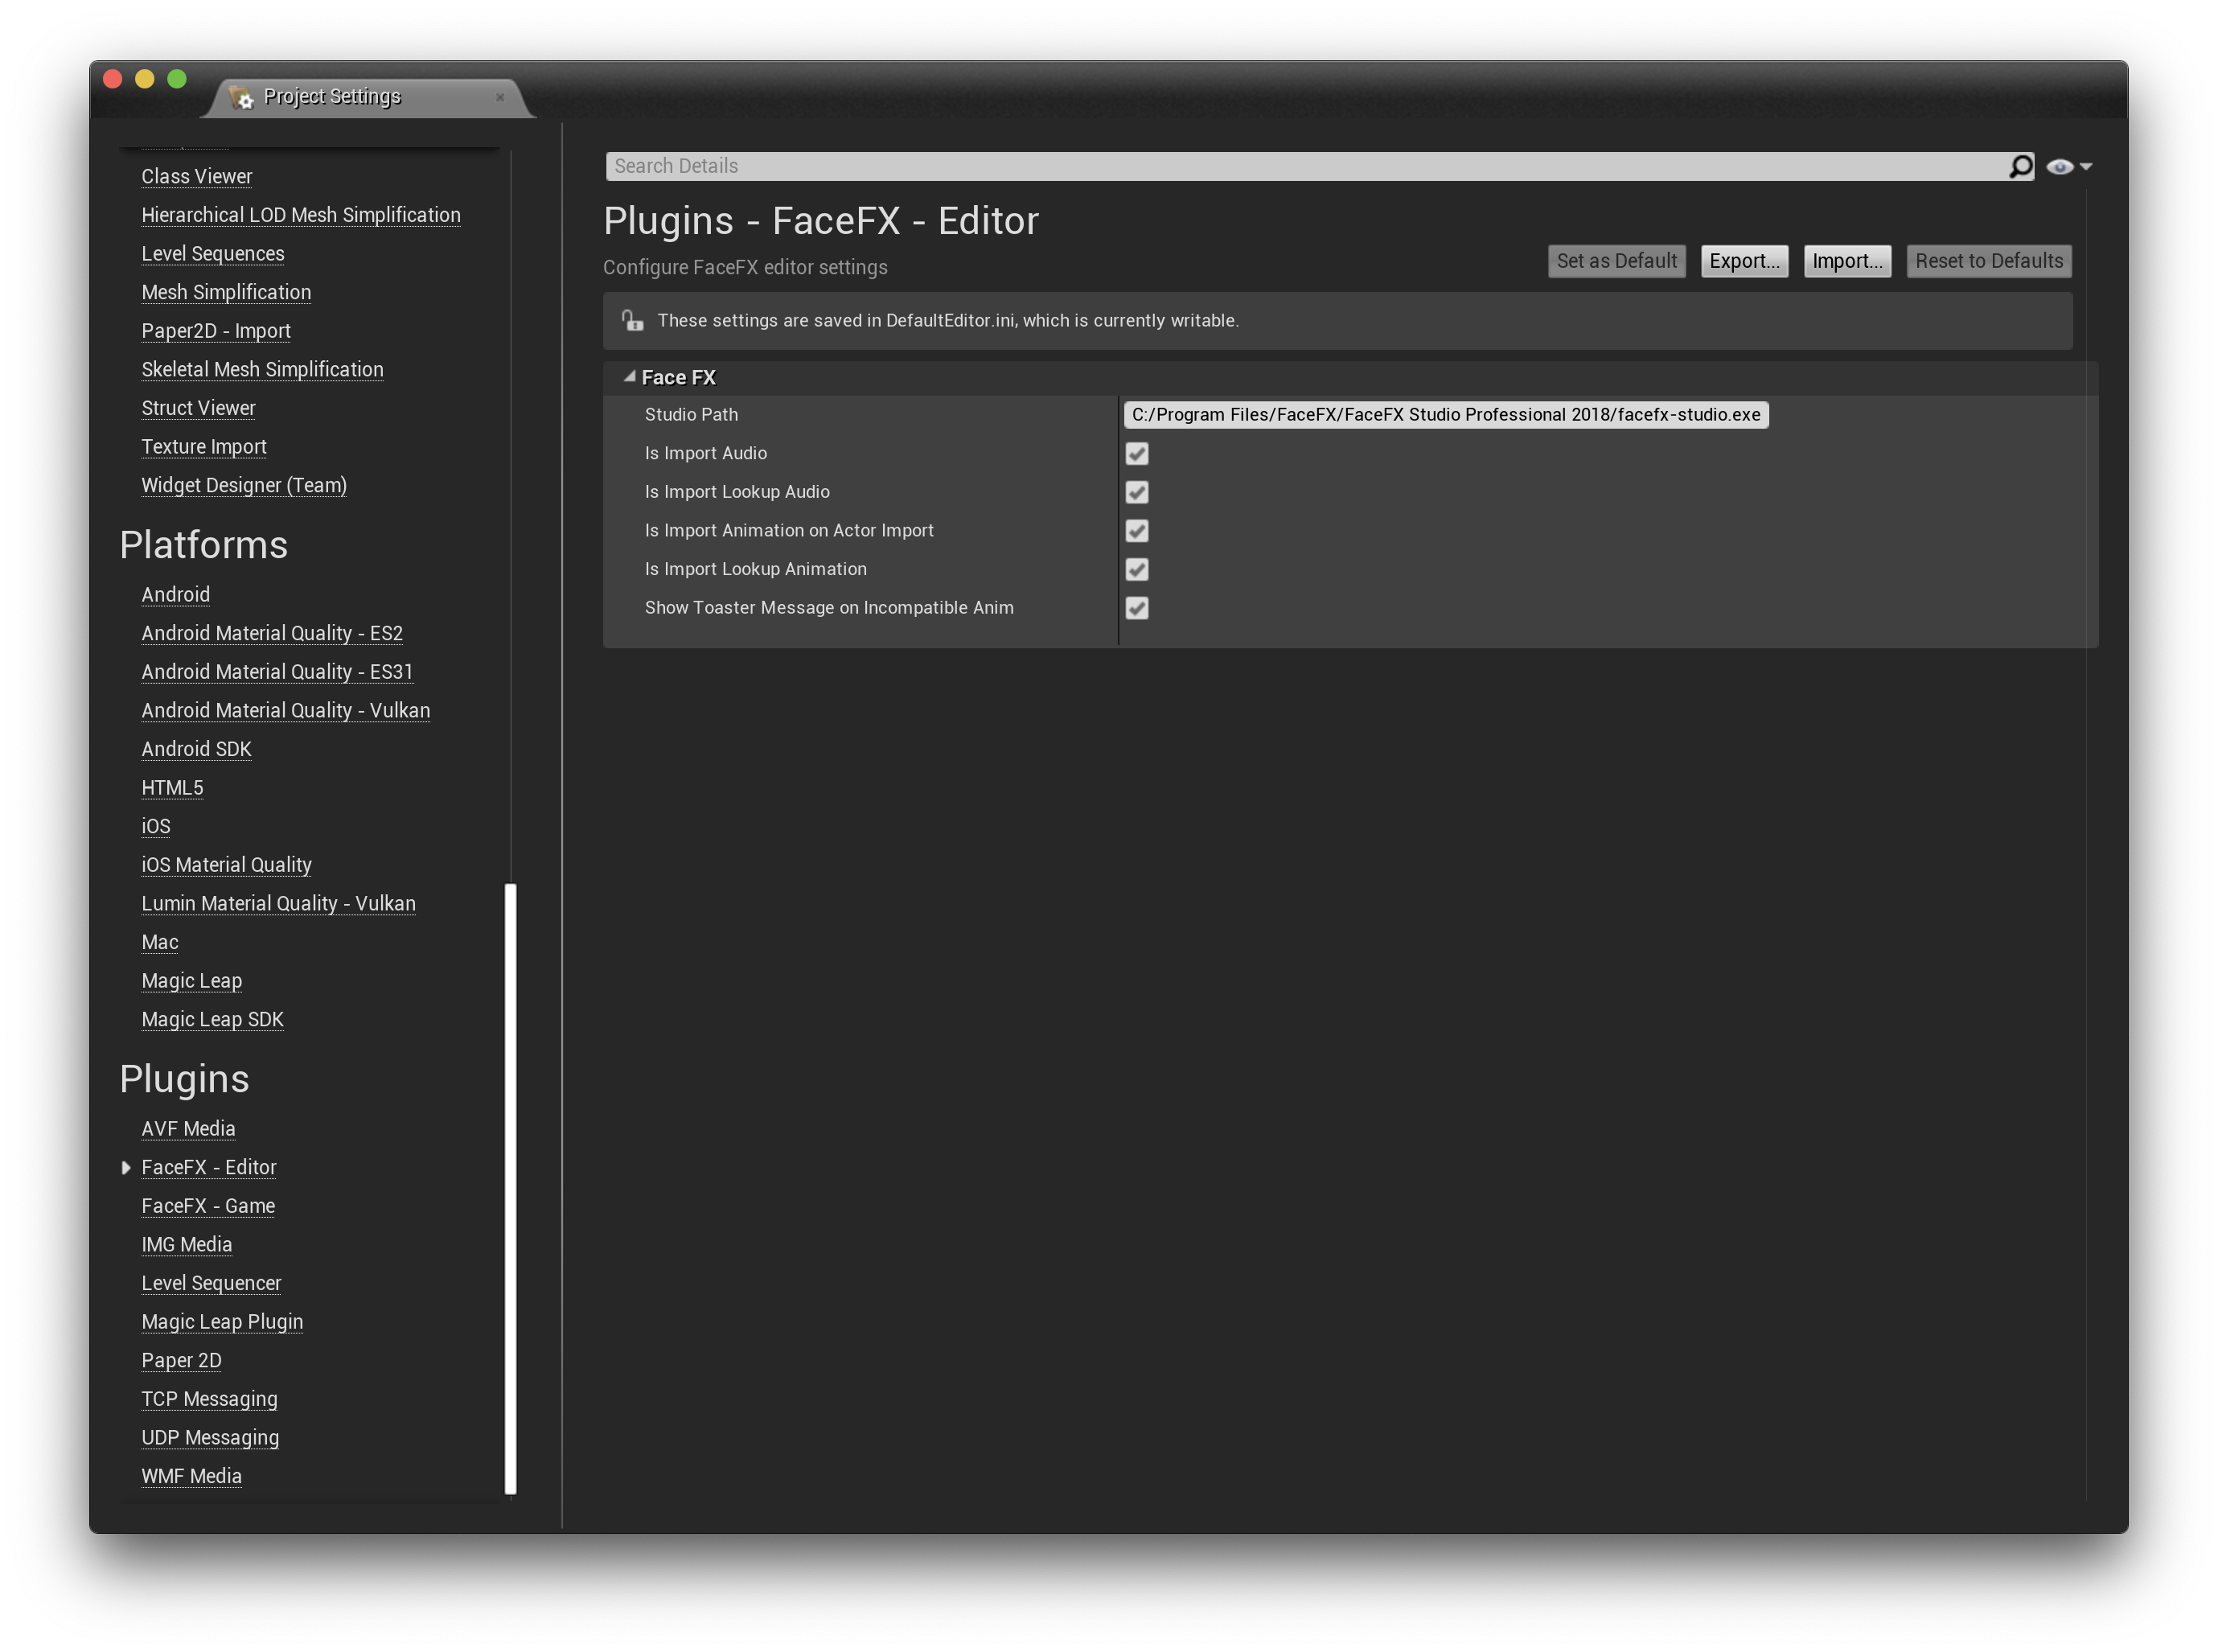 Project Settings
Class Viewer
Hierarchical LOD Mesh Simplification
Level Sequences
Mesh Simplification
Paper2D - Import
Skeletal Mesh Simplification
Struct Viewer
Texture Import
Widget Designer (Team)
Platforms
Android
Android Material Quality - ES2
Android Material Quality - ES31
Android Material Quality - Vulkan
Android SDK
HTML5
iOS
iOS Material Quality
Lumin Material Quality - Vulkan
Mac
Magic Leap
Magic Leap SDK
Plugins
AVF Media
FaceFX - Editor
FaceFX - Game
IMG Media
Level Sequencer
Magic Leap Plugin
Paper 2D
TCP Messaging
UDP Messaging
WMF Media
Search Details
Plugins - FaceFX - Editor
Configure FaceFX editor settings
Set as Default
Export...
Import...
Reset to Defaults
These settings are saved in DefaultEditor.ini, which is currently writable.
Face FX
Studio Path
C:/Program Files/FaceFX/FaceFX Studio Professional 2018/facefx-studio.exe
Is Import Audio
Is Import Lookup Audio
Is Import Animation on Actor Import
Is Import Lookup Animation
Show Toaster Message on Incompatible Anim